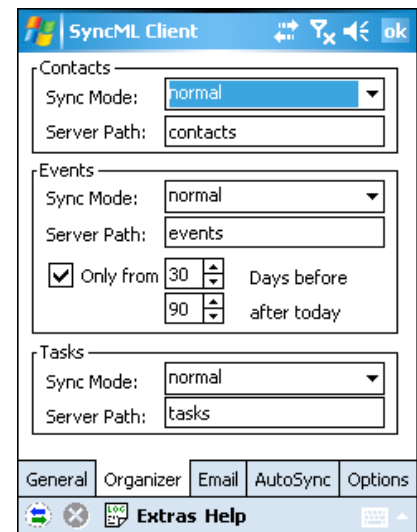 SyncML Client ok
Contacts
Sync Mode: normal
Server Path: contacts
Events
Sync Mode: normal
Server Path: events
Only from 30 Days before
90 after today
Tasks
Sync Mode: normal
Server Path: tasks
General Organizer Email AutoSync Options
LOG Extras Help